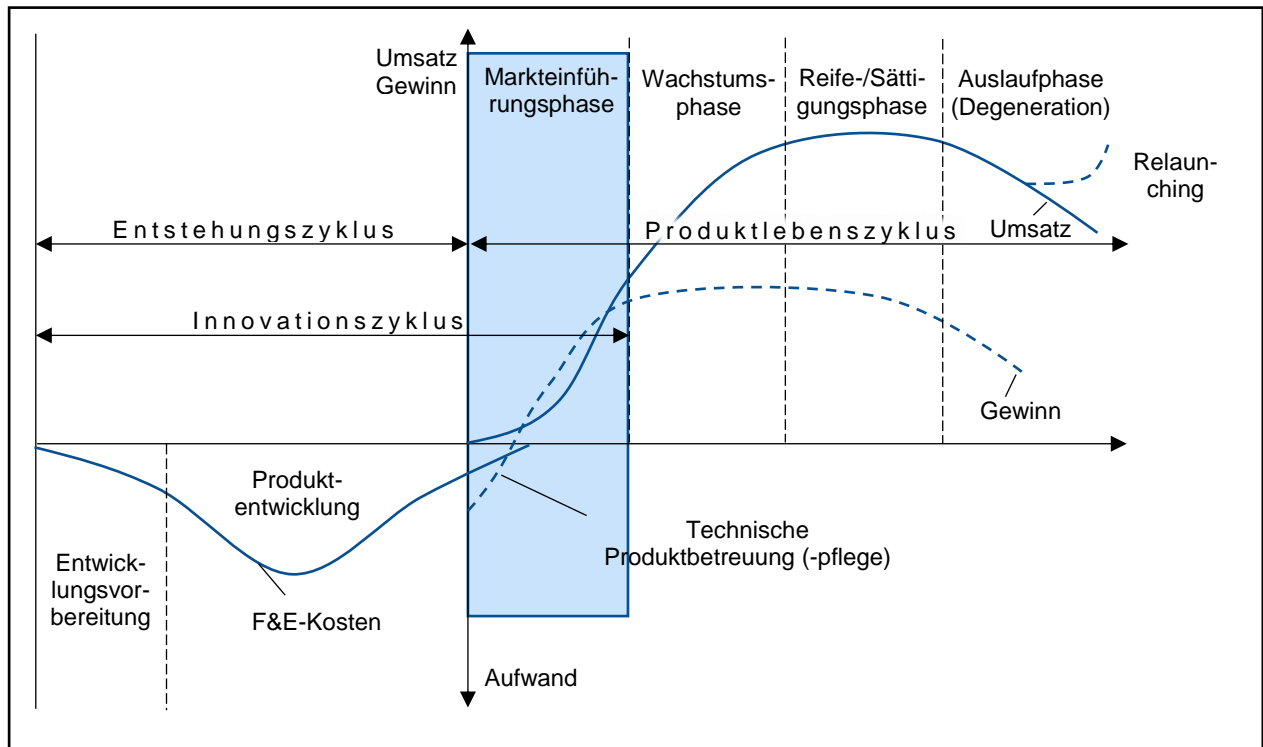 Umsatz
Gewinn
Markteinfüh-
rungsphase
Wachstums-
phase
Reife-/Sätti-
gungsphase
Auslaufphase
(Degeneration)
Relaun-
ching
Entstehungszyklus
Produktlebenszyklus
Umsatz
Innovationszyklus
Gewinn
Produkt-
entwicklung
Technische
Produktbetreuung (-pflege)
Entwick-
lungsvor-
bereitung
F&E-Kosten
Aufwand